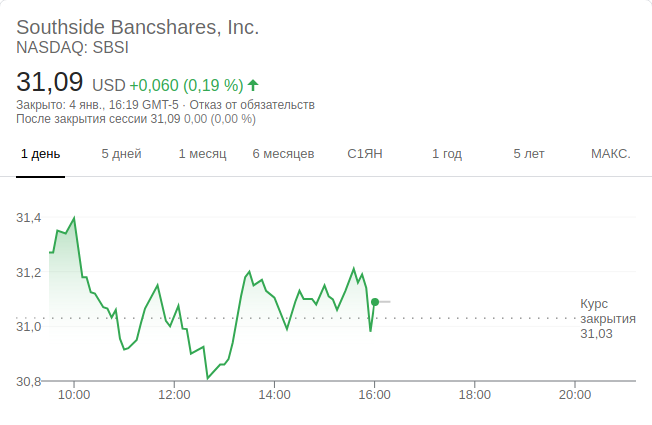 Southside Bancshares, Inc.
NASDAQ: SBSI
31,09 USD +0,060 (0,19 %)
Закрыто: 4 янв., 16:19 GMT-5 · Отказ от обязательств
После закрытия сессии 31,09 0,00 (0,00 %)
1 день 5 дней 1 месяц 6 месяцев С1ЯН 1 год 5 лет МАКС.
31,4
31,2
31,0
30,8
Курс
закрытия
31,03
10:00 12:00 14:00 16:00 18:00 20:00